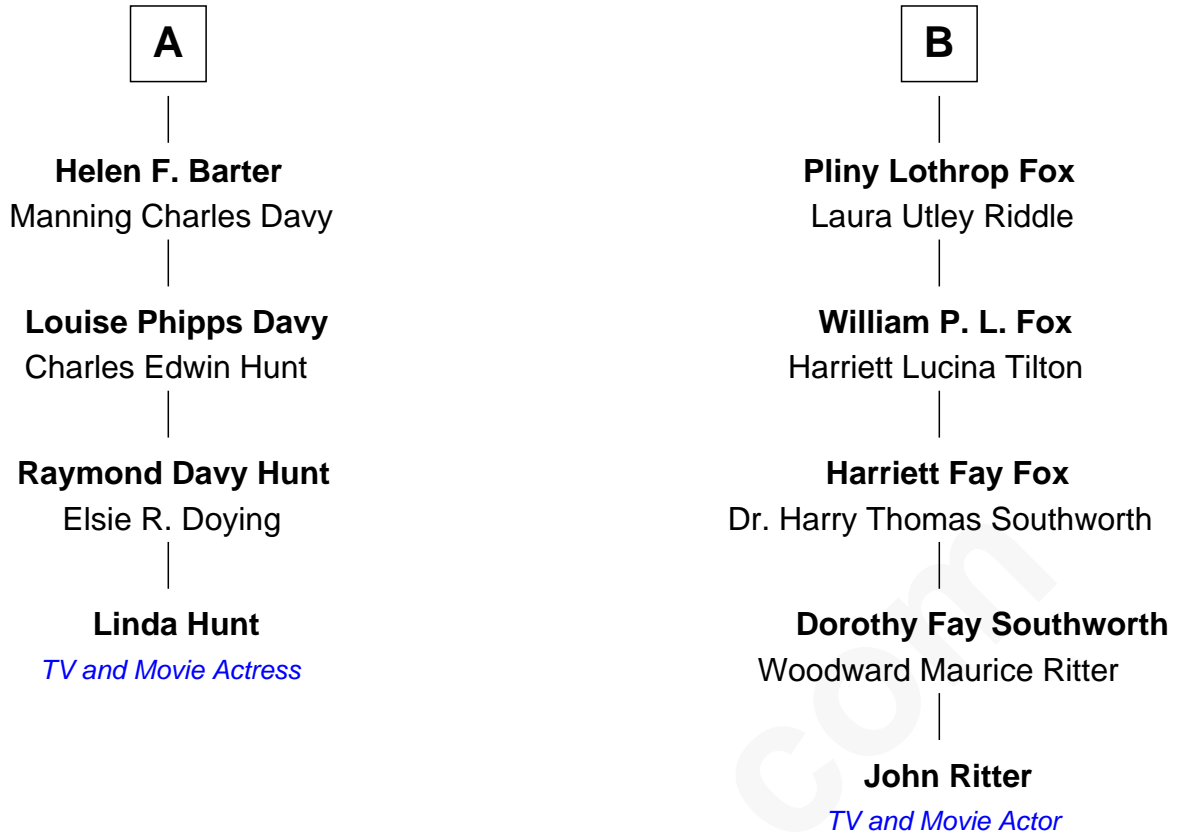 A
Helen F. Barter
Manning Charles Davy
Louise Phipps Davy
Charles Edwin Hunt
Raymond Davy Hunt
Elsie R. Doying
Linda Hunt
TV and Movie Actress
B
Pliny Lothrop Fox
Laura Utley Riddle
William P. L. Fox
Harriett Lucina Tilton
Harriett Fay Fox
Dr. Harry Thomas Southworth
Dorothy Fay Southworth
Woodward Maurice Ritter
John Ritter
TV and Movie Actor
com